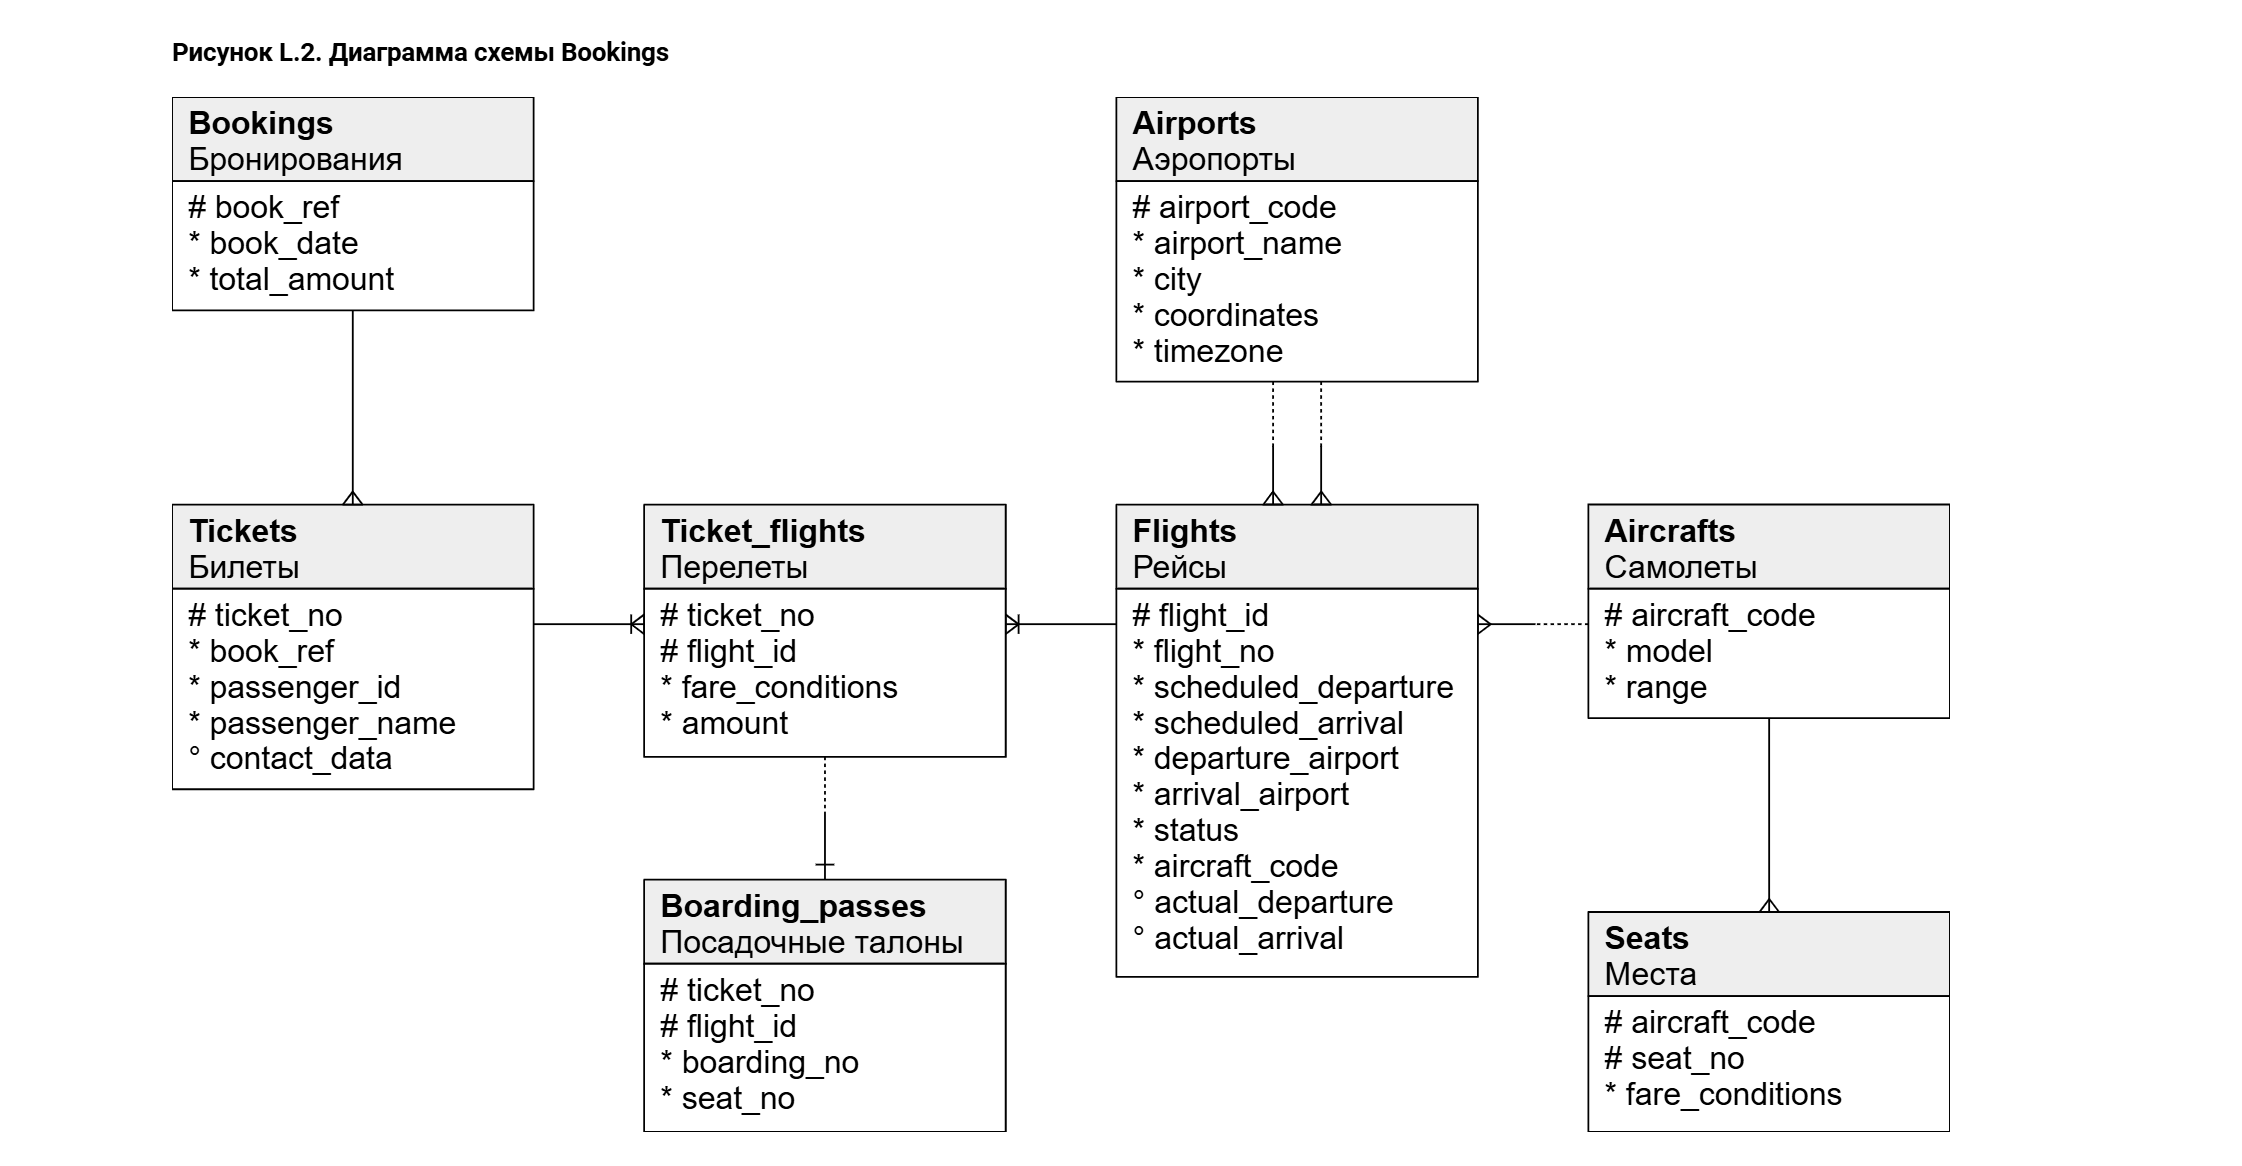 Рисунок L.2. Диаграмма схемы Bookings
Bookings
Бронирования
# book_ref
* book_date
* total_amount
Airports
Аэропорты
# airport_code
* airport_name
* city
* coordinates
* timezone
Tickets
Билеты
# ticket_no
* book_ref
* passenger_id
* passenger_name
° contact_data
Ticket_flights
Перелеты
# ticket_no
# flight_id
* fare_conditions
* amount
Flights
Рейсы
# flight_id
* flight_no
* scheduled_departure
* scheduled_arrival
* departure_airport
* arrival_airport
* status
* aircraft_code
° actual_departure
° actual_arrival
Aircrafts
Самолеты
# aircraft_code
* model
* range
Boarding_passes
Посадочные талоны
# ticket_no
# flight_id
* boarding_no
* seat_no
Seats
Места
# aircraft_code
# seat_no
* fare_conditions